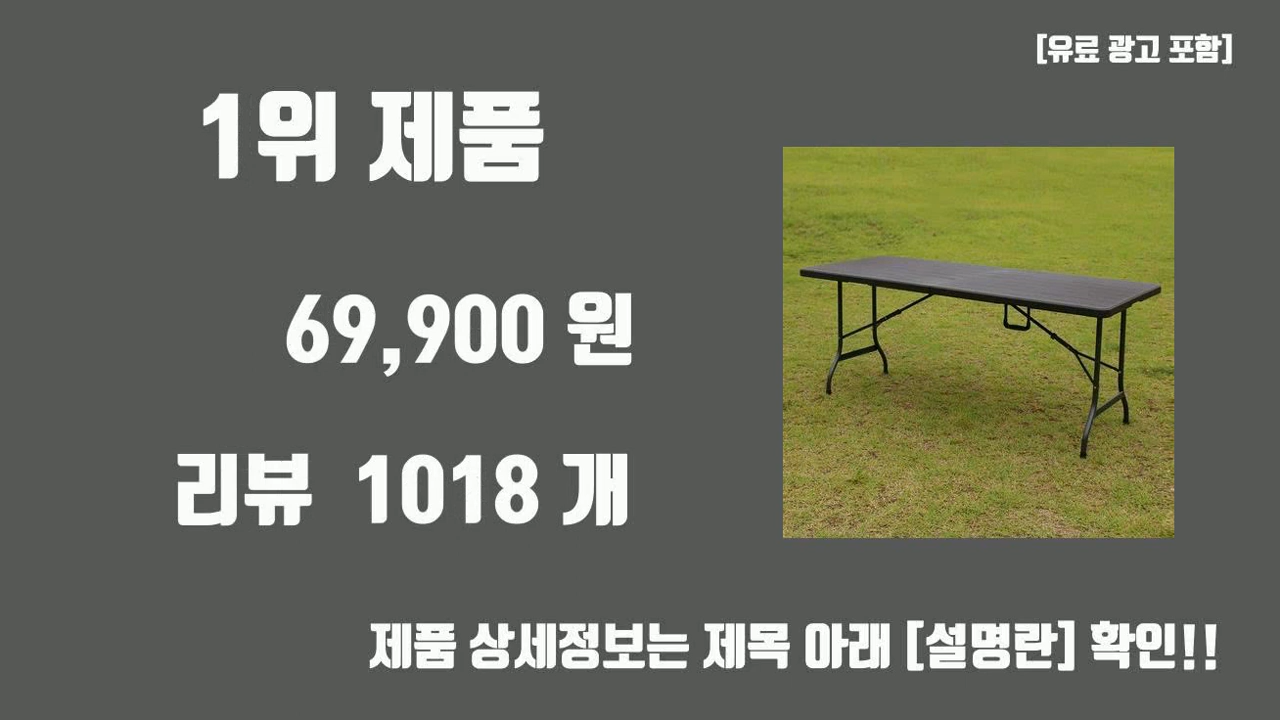 [유료 광고 포함]
1위 제품
69,900 원
리뷰 1018 개
제품 상세정보는 제목 아래 [설명란] 확인!!